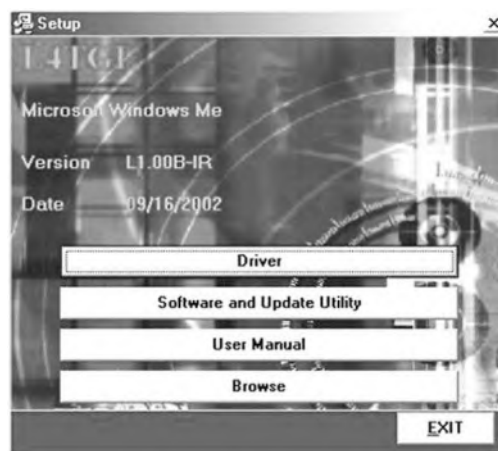 Setup
L4TGF
Microsoft Windows Me
Version L1.00B-IR
Date 09/16/2002
Driver
Software and Update Utility
User Manual
Browse
EXIT